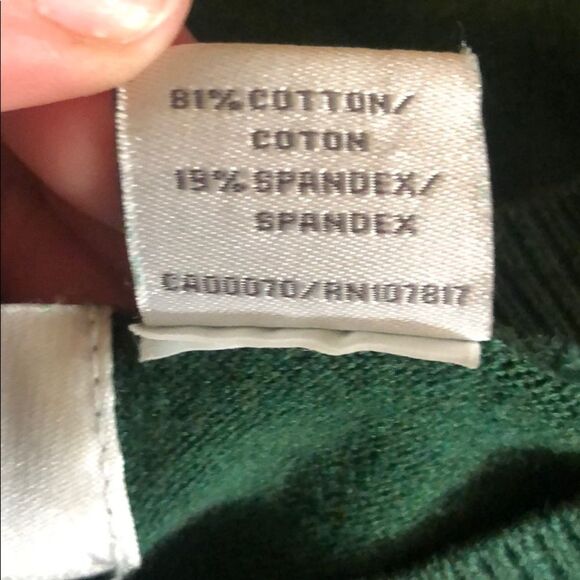 81% COTTON/
COTON
19% SPANDEX/
SPANDEX
CA00070/RN107817